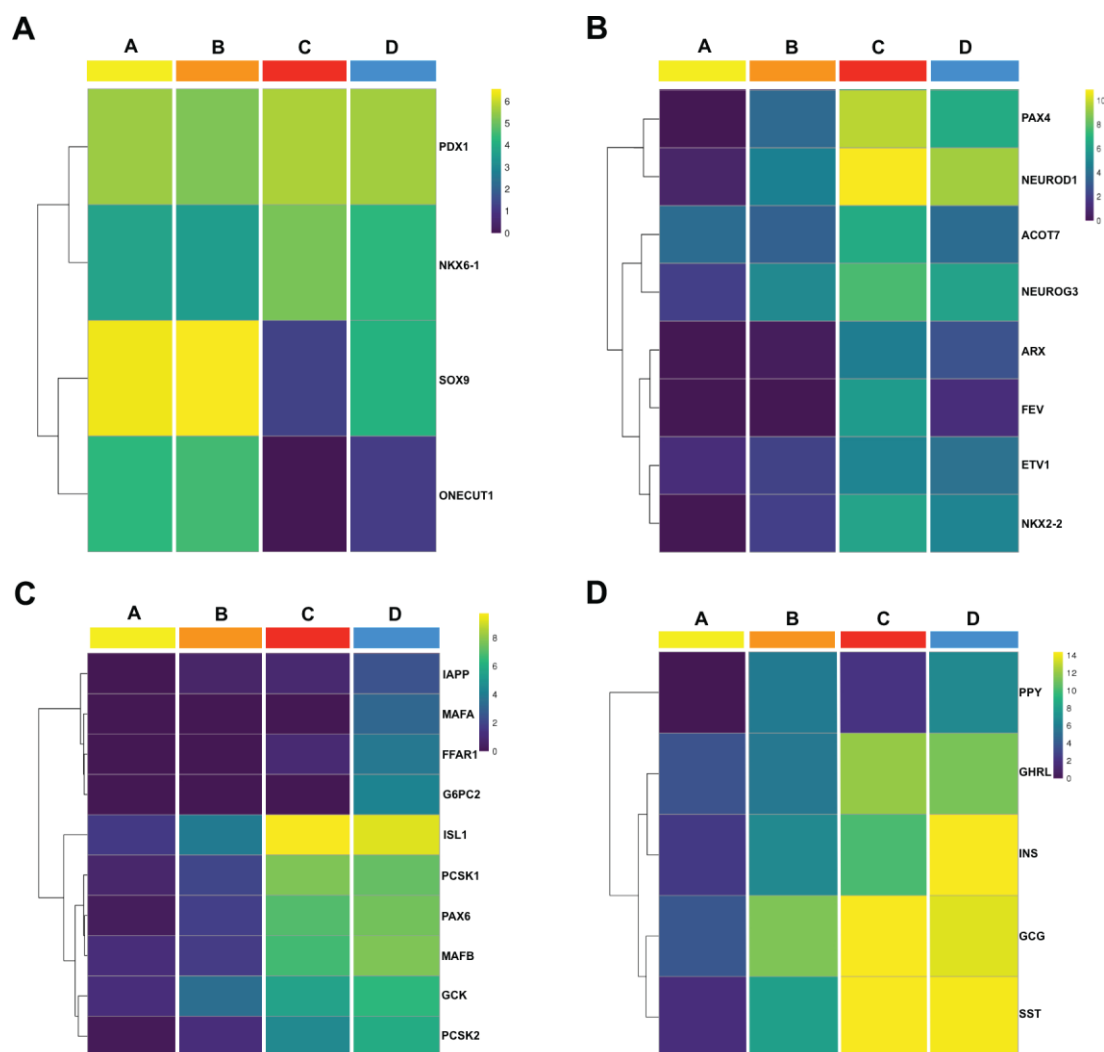 A
A B C D
6
5
4
3
2
1
0
PDX1
NKX6-1
SOX9
ONECUT1
B
A B C D
10
8
6
4
2
0
PAX4
NEUROD1
ACOT7
NEUROG3
ARX
FEV
ETV1
NKX2-2
C
A B C D
8
6
4
2
0
IAPP
MAFA
FFAR1
G6PC2
ISL1
PCSK1
PAX6
MAFB
GCK
PCSK2
D
A B C D
14
12
10
8
6
4
2
0
PPY
GHRL
INS
GCG
SST